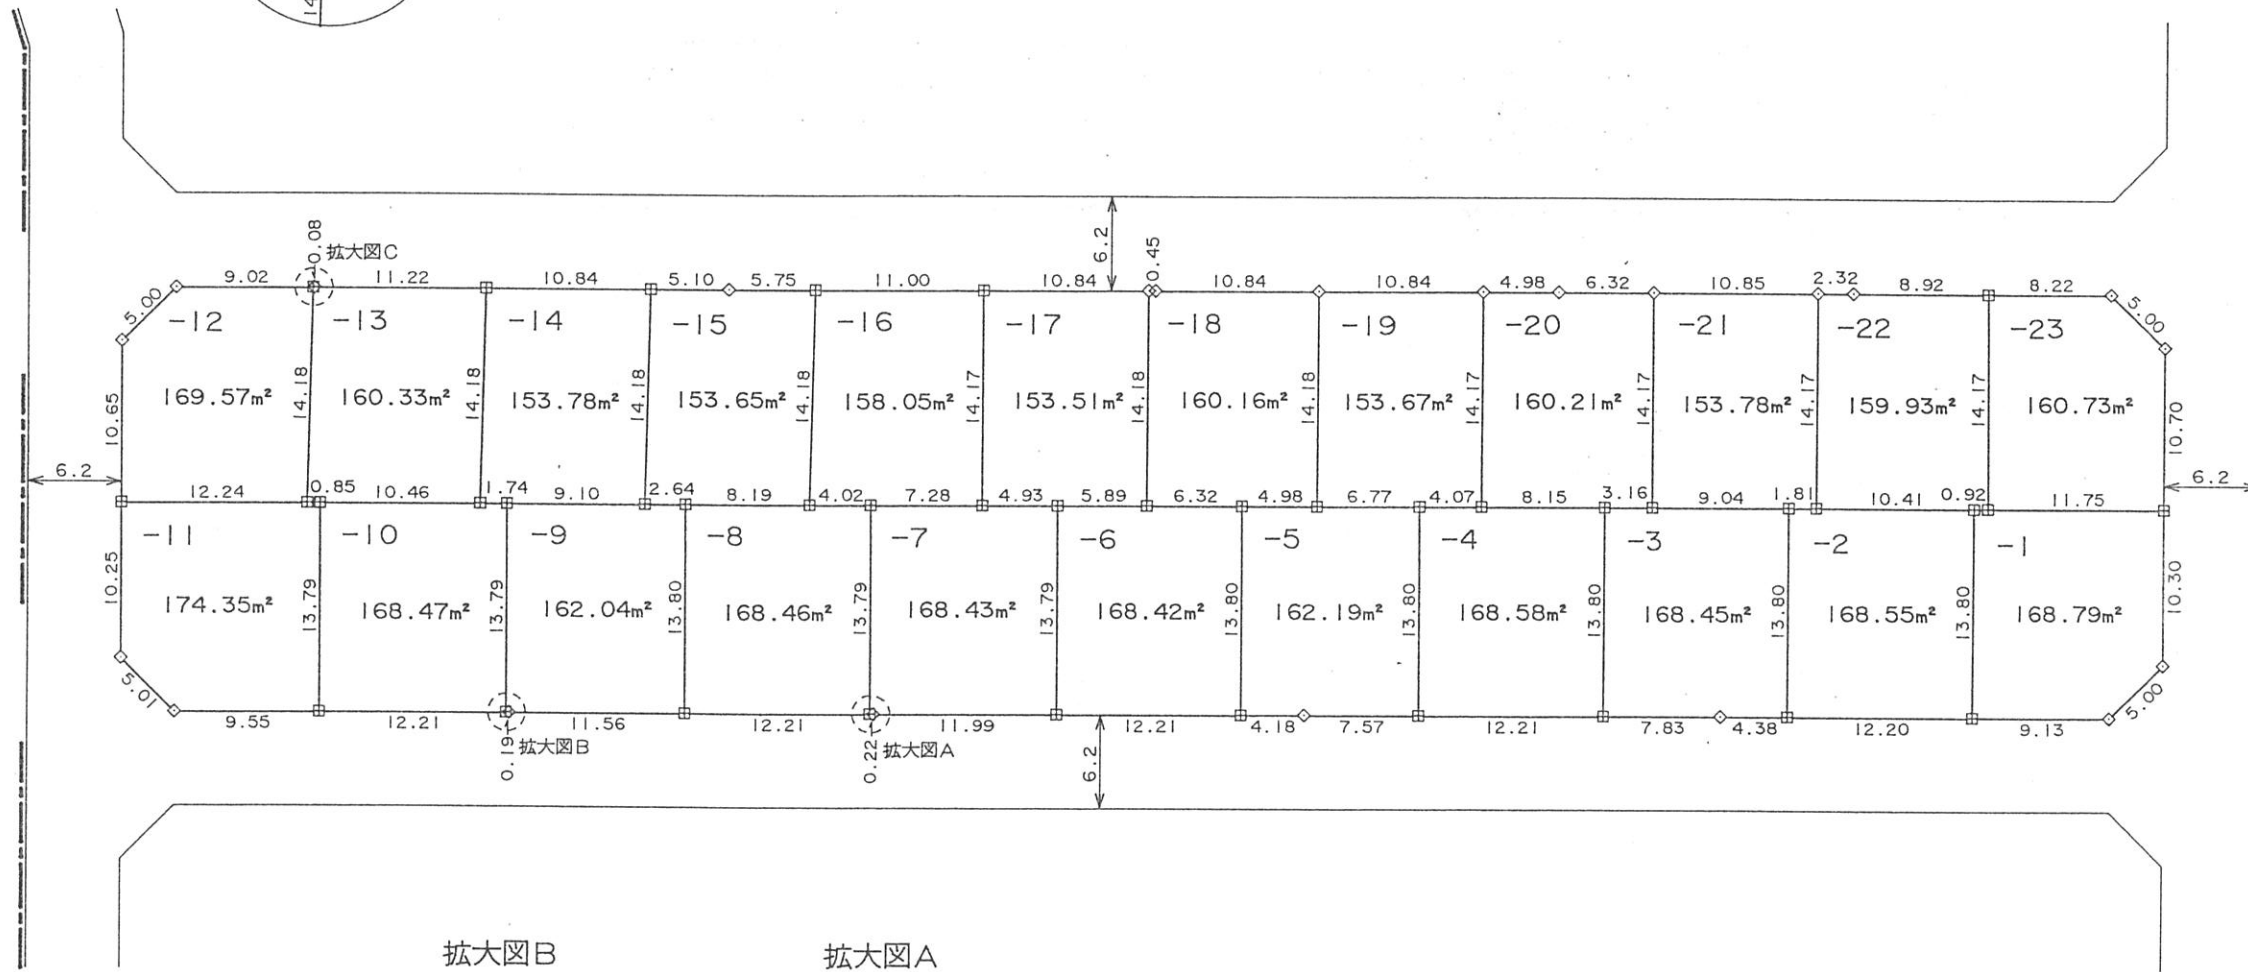 14
0.08
拡大図C
6.2
0.45
9.02 11.22 10.84 5.10 5.75 11.00 10.84 10.84 10.84 4.98 6.32 10.85 2.32 8.92 8.22
5.00 5.00
-12 -13 -14 -15 -16 -17 -18 -19 -20 -21 -22 -23
10.65 14.18 14.18 14.18 14.18 14.17 14.18 14.18 14.17 14.17 14.17 14.17 10.70
169.57m² 160.33m² 153.78m² 153.65m² 158.05m² 153.51m² 160.16m² 153.67m² 160.21m² 153.78m² 159.93m² 160.73m²
6.2 6.2
12.24 0.85 10.46 1.74 9.10 2.64 8.19 4.02 7.28 4.93 5.89 6.32 4.98 6.77 4.07 8.15 3.16 9.04 1.81 10.41 0.92 11.75
-11 -10 -9 -8 -7 -6 -5 -4 -3 -2 -1
10.25 13.79 13.79 13.80 13.79 13.79 13.80 13.80 13.80 13.80 13.80 10.30
174.35m² 168.47m² 162.04m² 168.46m² 168.43m² 168.42m² 162.19m² 168.58m² 168.45m² 168.55m² 168.79m²
5.01 5.00
9.55 12.21 11.56 12.21 11.99 12.21 4.18 7.57 12.21 7.83 4.38 12.20 9.13
0.19 拡大図B 0.22 拡大図A 6.2
拡大図B 拡大図A